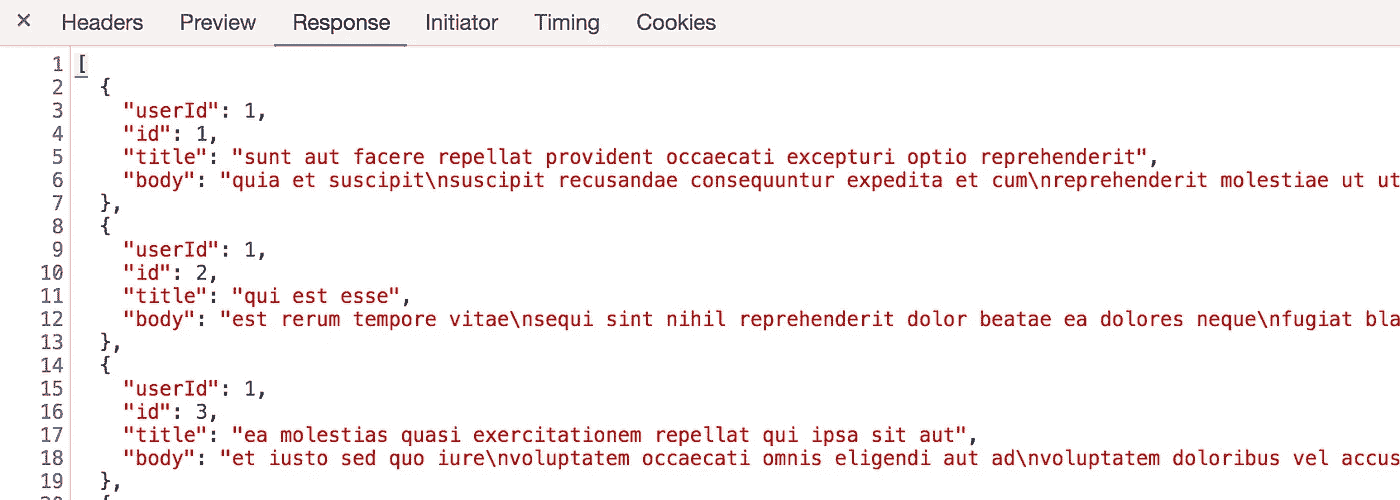 × Headers Preview Response Initiator Timing Cookies
1 [
2 {
3 "userId": 1,
4 "id": 1,
5 "title": "sunt aut facere repellat provident occaecati excepturi optio reprehenderit",
6 "body": "quia et suscipit\nsuscipit recusandae consequuntur expedita et cum\nreprehenderit molestiae ut ut
7 },
8 {
9 "userId": 1,
10 "id": 2,
11 "title": "qui est esse",
12 "body": "est rerum tempore vitae\nsequi sint nihil reprehenderit dolor beatae ea dolores neque\nfugiat bla
13 },
14 {
15 "userId": 1,
16 "id": 3,
17 "title": "ea molestias quasi exercitationem repellat qui ipsa sit aut",
18 "body": "et iusto sed quo iure\nvoluptatem occaecati omnis eligendi aut ad\nvoluptatem doloribus vel accus
19 },